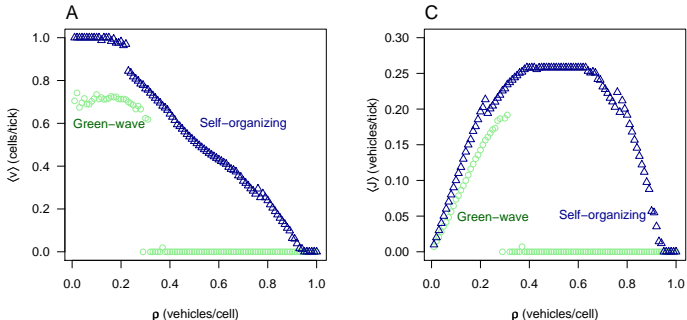 A
⟨v⟩ (cells/tick)
1.0
0.8
0.6
0.4
0.2
0.0
Green−wave
Self−organizing
0.0 0.2 0.4 0.6 0.8 1.0
ρ (vehicles/cell)
C
⟨J⟩ (vehicles/tick)
0.30
0.25
0.20
0.15
0.10
0.05
0.00
Green−wave
Self−organizing
0.0 0.2 0.4 0.6 0.8 1.0
ρ (vehicles/cell)